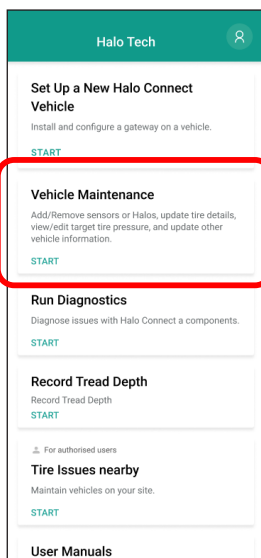 Halo Tech
Set Up a New Halo Connect
Vehicle
Install and configure a gateway on a vehicle.
START
Vehicle Maintenance
Add/Remove sensors or Halos, update tire details,
view/edit target tire pressure, and update other
vehicle information.
START
Run Diagnostics
Diagnose issues with Halo Connect a components.
START
Record Tread Depth
Record Tread Depth
START
For authorised users
Tire Issues nearby
Maintain vehicles on your site.
START
User Manuals